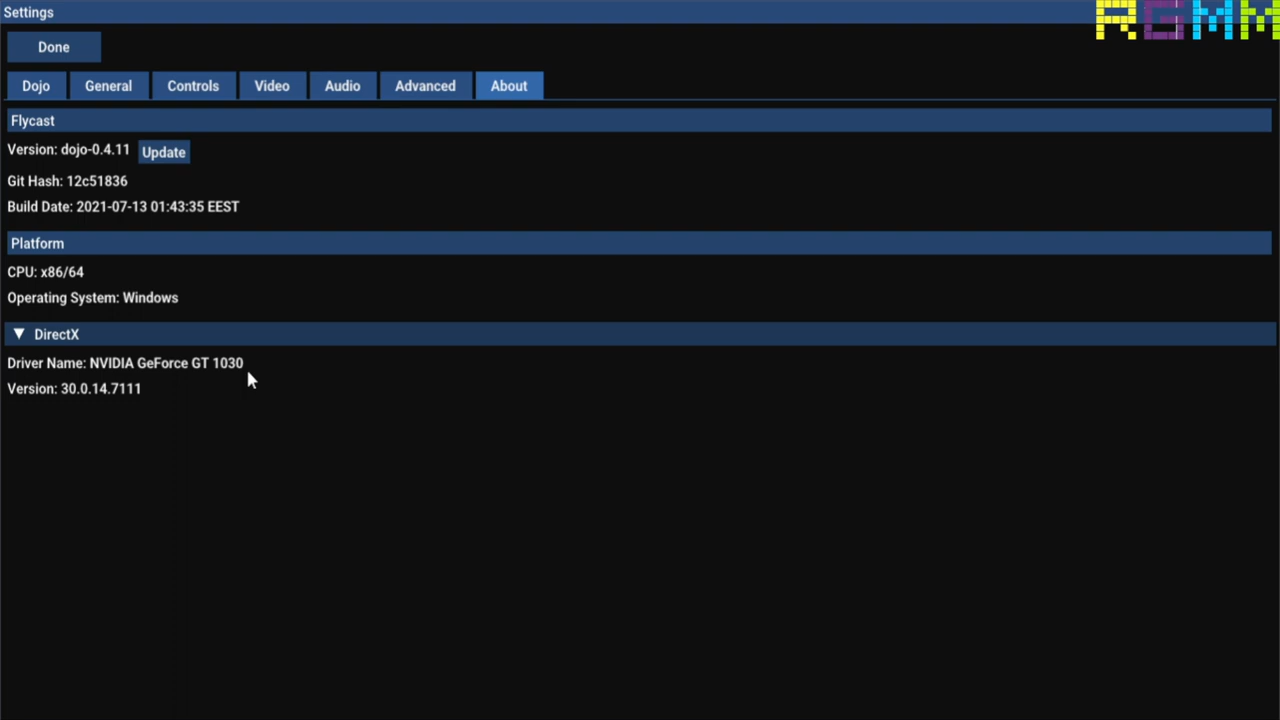 Settings
RGMM
Done
Dojo General Controls Video Audio Advanced About
Flycast
Version: dojo-0.4.11 Update
Git Hash: 12c51836
Build Date: 2021-07-13 01:43:35 EEST
Platform
CPU: x86/64
Operating System: Windows
DirectX
Driver Name: NVIDIA GeForce GT 1030
Version: 30.0.14.7111